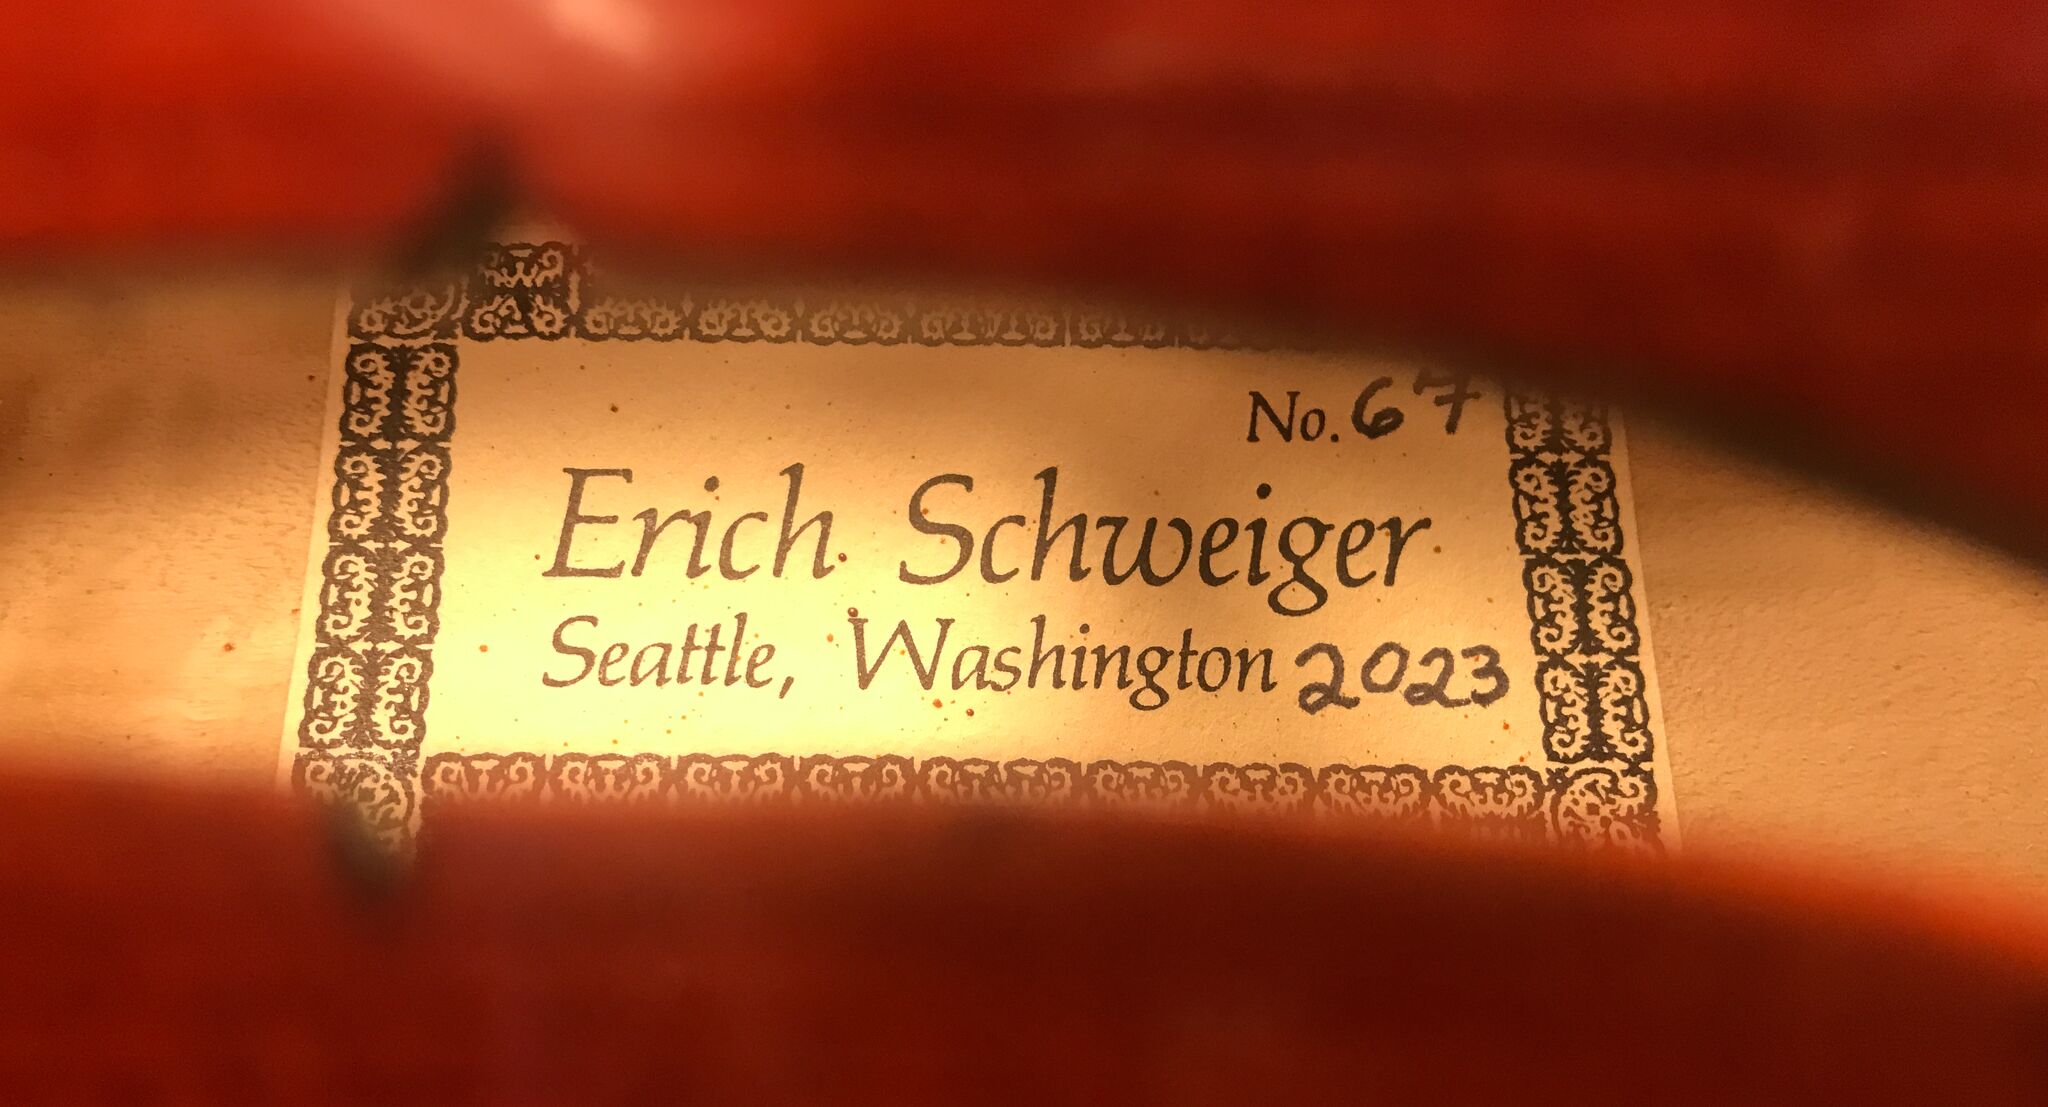 No. 67
Erich Schweiger
Seattle, Washington 2023